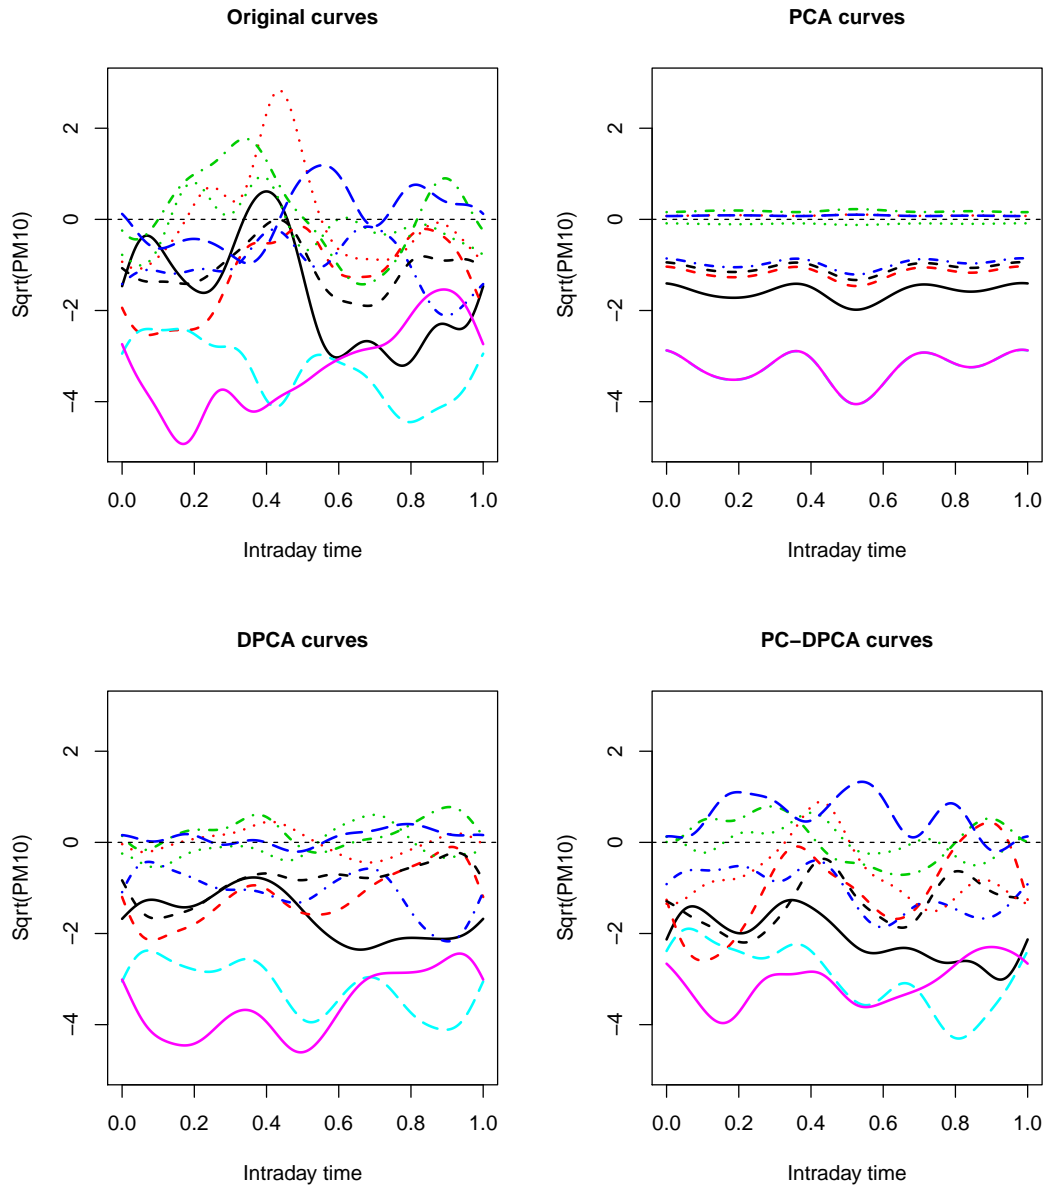 Original curves
Sqrt(PM10)
2
0
−2
−4
0.0 0.2 0.4 0.6 0.8 1.0
Intraday time
PCA curves
Sqrt(PM10)
2
0
−2
−4
0.0 0.2 0.4 0.6 0.8 1.0
Intraday time
DPCA curves
Sqrt(PM10)
2
0
−2
−4
0.0 0.2 0.4 0.6 0.8 1.0
Intraday time
PC−DPCA curves
Sqrt(PM10)
2
0
−2
−4
0.0 0.2 0.4 0.6 0.8 1.0
Intraday time